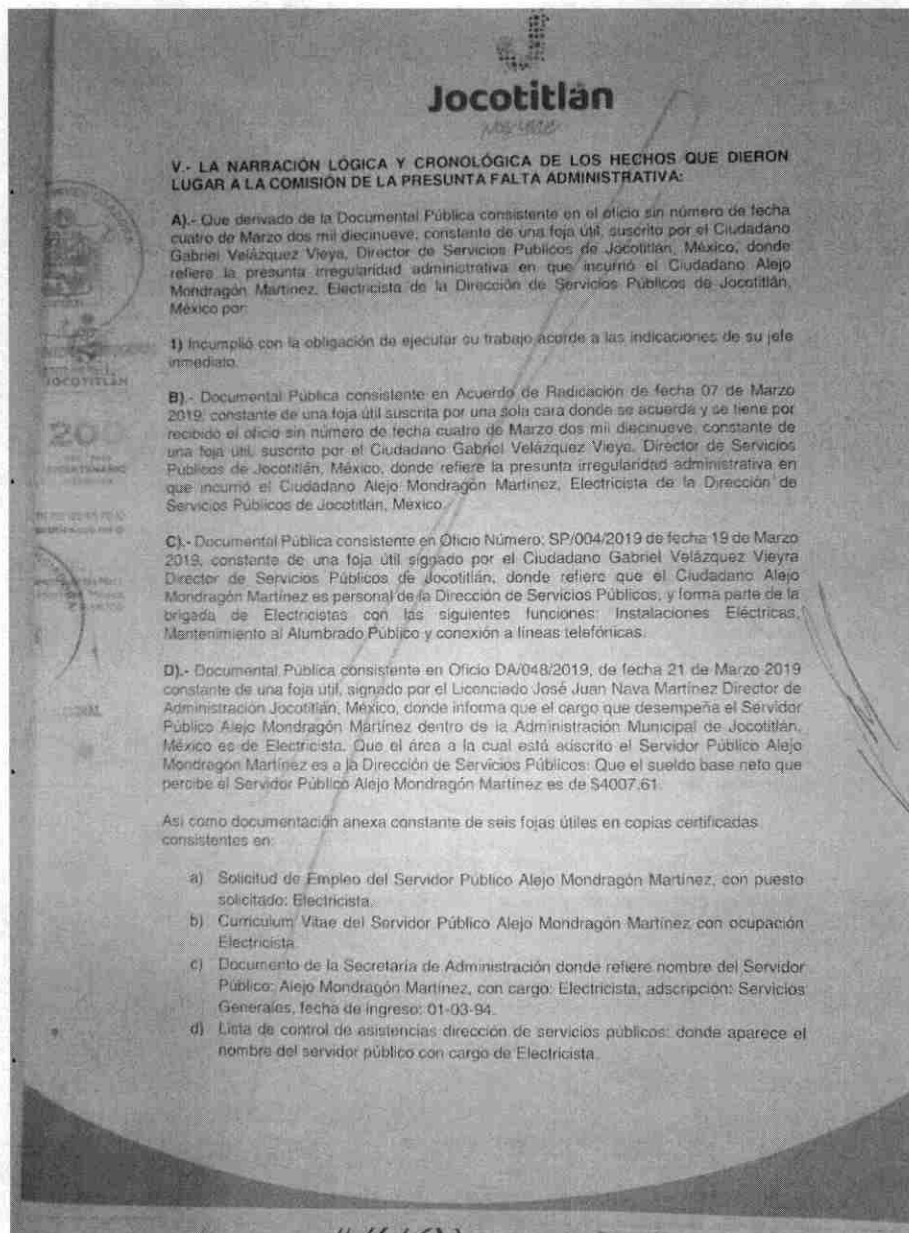 Jocotitlán
V.- LA NARRACIÓN LÓGICA Y CRONOLÓGICA DE LOS HECHOS QUE DIERON
LUGAR A LA COMISIÓN DE LA PRESUNTA FALTA ADMINISTRATIVA:
A).- Que derivado de la Documental Pública consistente en el oficio sin número de fecha
cuatro de Marzo dos mil diecinueve, constante de una foja útil, suscrito por el Ciudadano
Gabriel Velázquez Vieya, Director de Servicios Públicos de Jocotitlán, México, donde
refiere la presunta irregularidad administrativa en que incurrió el Ciudadano Alejo
Mondragón Martínez, Electricista de la Dirección de Servicios Públicos de Jocotitlán,
México por:
1) Incumplió con la obligación de ejecutar su trabajo acorde a las indicaciones de su jefe
inmediato.
B).- Documental Pública consistente en Acuerdo de Radicación de fecha 07 de Marzo
2019, constante de una foja útil suscrita por una sola cara donde se acuerda y se tiene por
recibido el oficio sin número de fecha cuatro de Marzo dos mil diecinueve, constante de
una foja útil, suscrito por el Ciudadano Gabriel Velázquez Vieya, Director de Servicios
Públicos de Jocotitlán, México, donde refiere la presunta irregularidad administrativa en
que incurrió el Ciudadano Alejo Mondragón Martínez, Electricista de la Dirección de
Servicios Públicos de Jocotitlán, México.
C).- Documental Pública consistente en Oficio Número: SP/004/2019 de fecha 19 de Marzo
2019, constante de una foja útil signado por el Ciudadano Gabriel Velázquez Vieyra
Director de Servicios Públicos de Jocotitlán, donde refiere que el Ciudadano Alejo
Mondragón Martínez es personal de la Dirección de Servicios Públicos, y forma parte de la
brigada de Electricistas con las siguientes funciones: Instalaciones Eléctricas,
Mantenimiento al Alumbrado Público y conexión a líneas telefónicas.
D).- Documental Pública consistente en Oficio DA/048/2019, de fecha 21 de Marzo 2019
constante de una foja útil, signado por el Licenciado José Juan Nava Martínez Director de
Administración Jocotitlán, México, donde informa que el cargo que desempeña el Servidor
Público Alejo Mondragón Martínez dentro de la Administración Municipal de Jocotitlán,
México es de Electricista. Que el área a la cual está adscrito el Servidor Público Alejo
Mondragón Martínez es a la Dirección de Servicios Públicos: Que el sueldo base neto que
percibe el Servidor Público Alejo Mondragón Martínez es de $4007.61.
Así como documentación anexa constante de seis fojas útiles en copias certificadas
consistentes en:
a) Solicitud de Empleo del Servidor Público Alejo Mondragón Martínez, con puesto
solicitado: Electricista.
b) Curriculum Vitae del Servidor Público Alejo Mondragón Martínez con ocupación
Electricista.
c) Documento de la Secretaría de Administración donde refiere nombre del Servidor
Público: Alejo Mondragón Martínez, con cargo: Electricista, adscripción: Servicios
Generales, fecha de ingreso: 01-03-94.
d) Lista de control de asistencias dirección de servicios públicos: donde aparece el
nombre del servidor público con cargo de Electricista.
JOCOTITLÁN